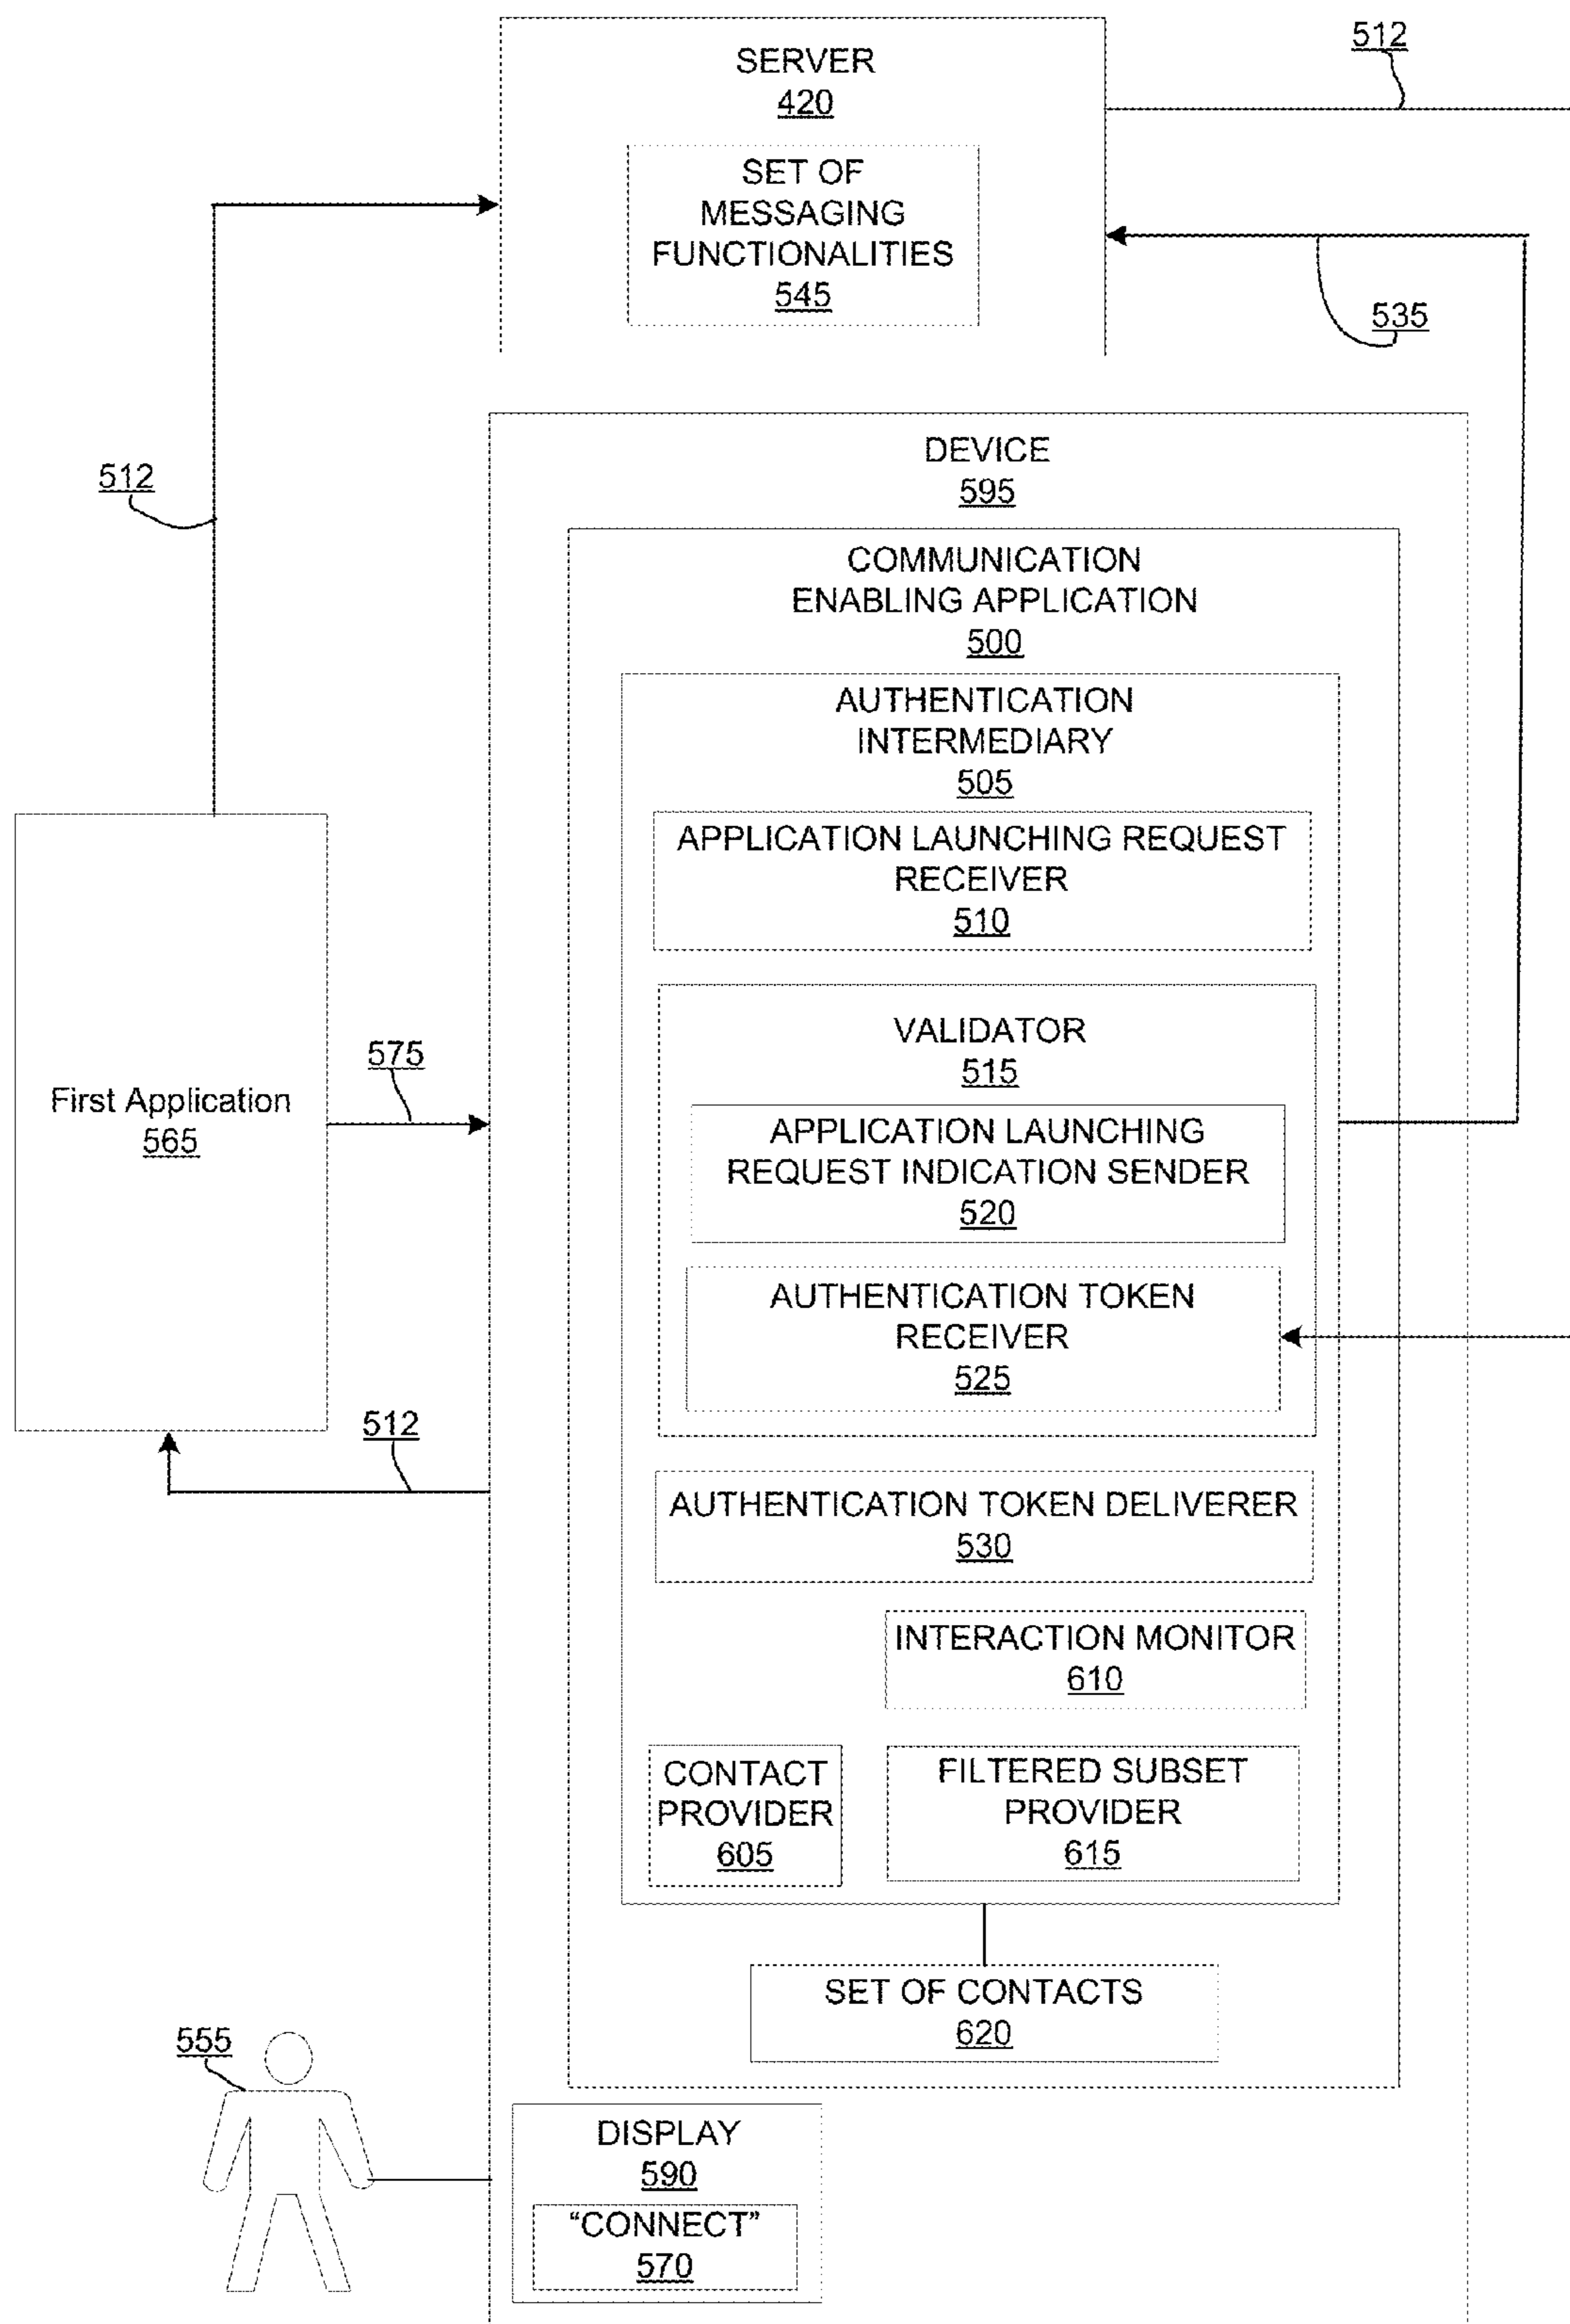 512
SERVER
420
SET OF
MESSAGING
FUNCTIONALITIES
545
535
512
DEVICE
595
COMMUNICATION
ENABLING APPLICATION
500
AUTHENTICATION
INTERMEDIARY
505
APPLICATION LAUNCHING REQUEST
RECEIVER
510
VALIDATOR
515
575
First Application
565
APPLICATION LAUNCHING
REQUEST INDICATION SENDER
520
AUTHENTICATION TOKEN
RECEIVER
525
512
AUTHENTICATION TOKEN DELIVERER
530
INTERACTION MONITOR
610
CONTACT
PROVIDER
605
FILTERED SUBSET
PROVIDER
615
SET OF CONTACTS
620
555
DISPLAY
590
“CONNECT”
570